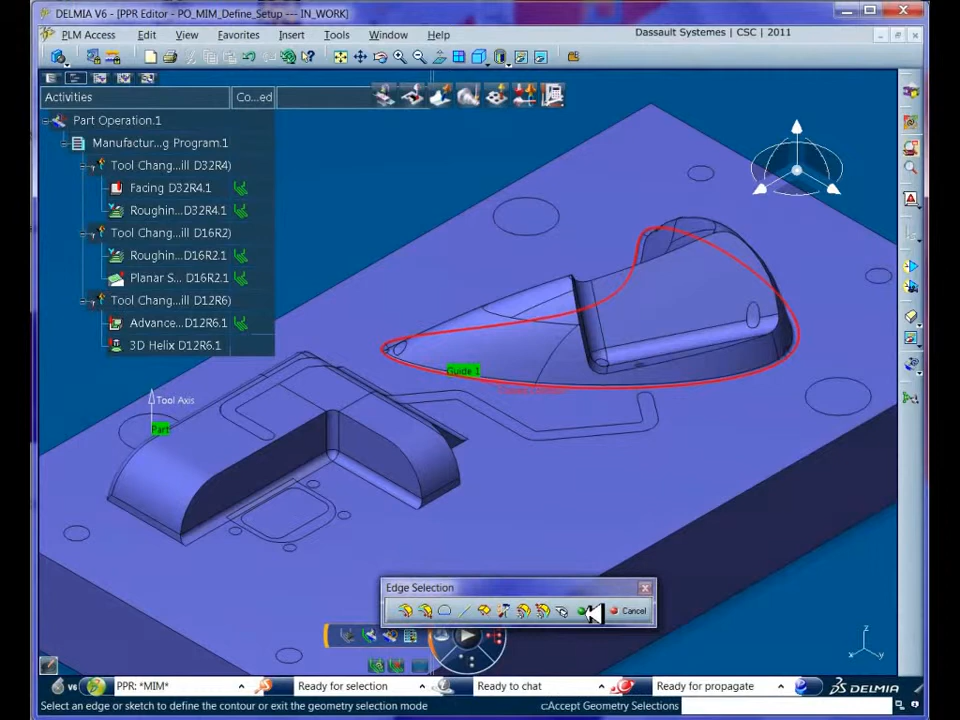 DELMIA V6 - [PPR Editor - PO_MIM_Define_Setup --- IN_WORK]
PLM Access Edit View Favorites Insert Tools Window Help
Dassault Systemes | CSC | 2011
Activities Co...ed
Part Operation.1
Manufactur...g Program.1
Tool Chang...ill D32R4)
Facing D32R4.1
Roughin...D32R4.1
Tool Chang...ill D16R2)
Roughin...D16R2.1
Planar S... D16R2.1
Tool Chang...ill D12R6)
Advance...D12R6.1
3D Helix D12R6.1
Guide 1
Tool Axis
Part
Edge Selection
Cancel
z
x y
V6 PPR: *MIM* Ready for selection Ready to chat Ready for propagate DELMIA
Select an edge or sketch to define the contour or exit the geometry selection mode c:Accept Geometry Selections